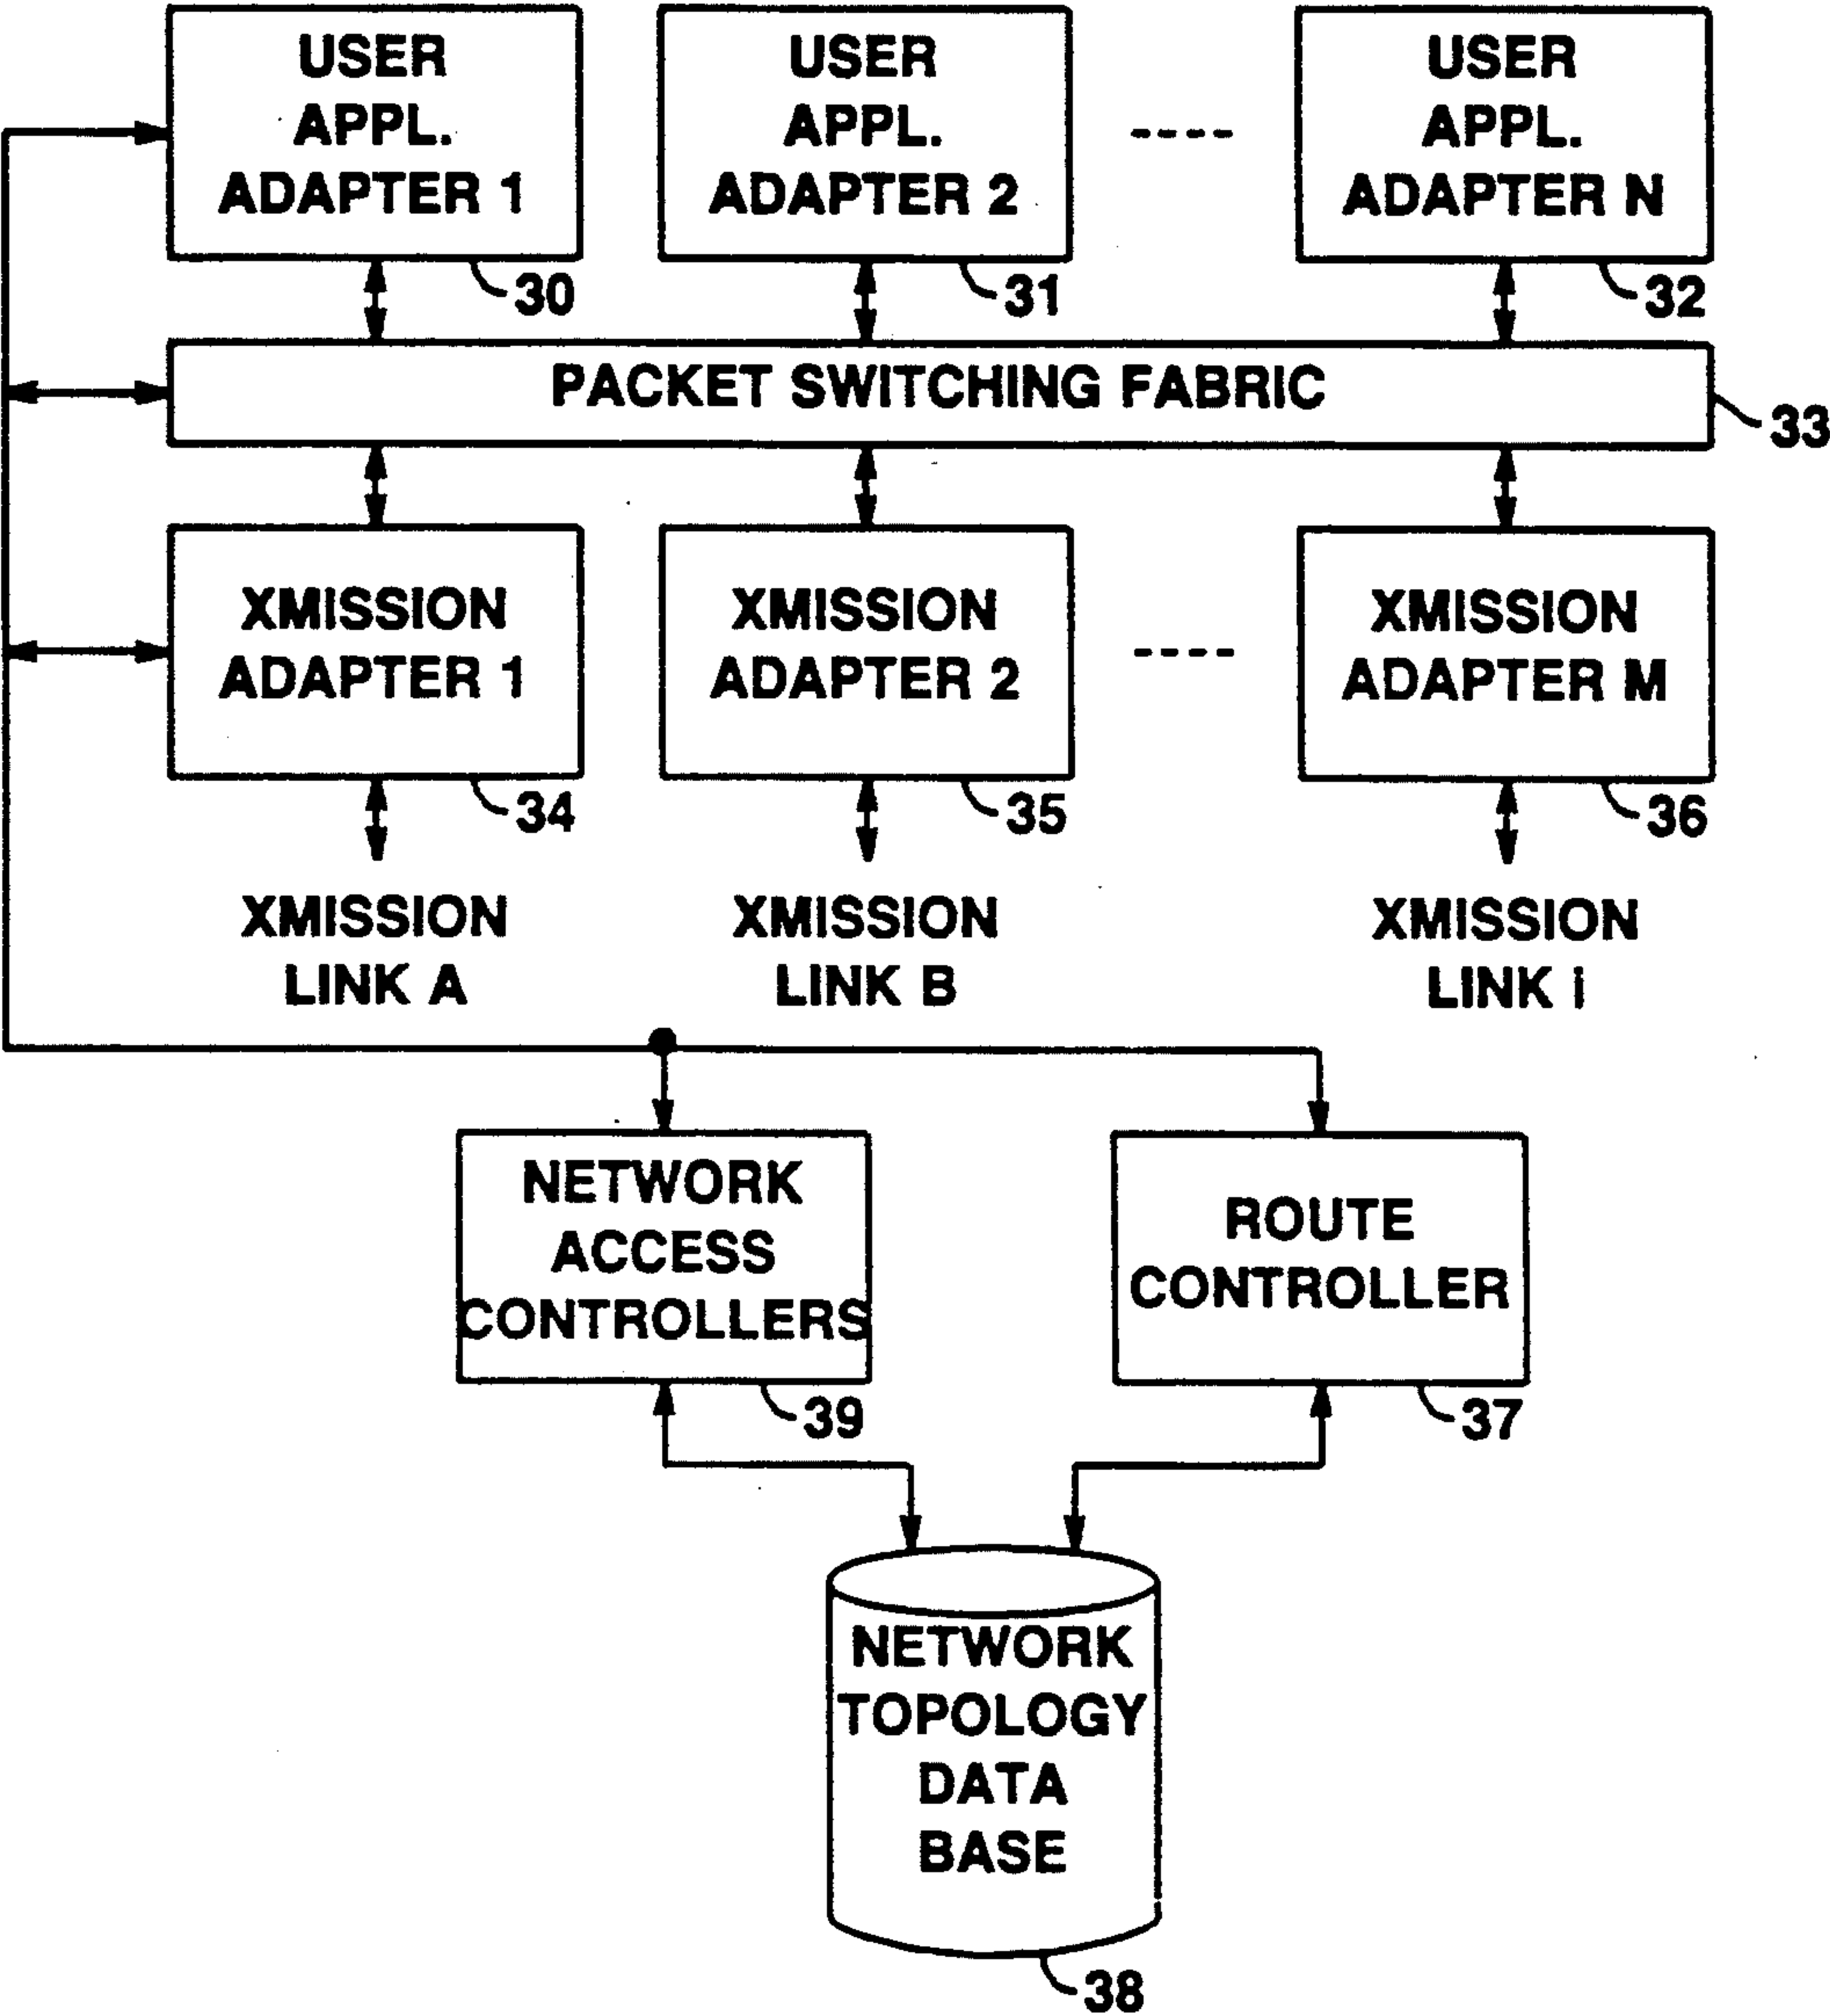 USER
APPL.
ADAPTER 1
30
USER
APPL.
ADAPTER 2
31
USER
APPL.
ADAPTER N
32
PACKET SWITCHING FABRIC
33
XMISSION
ADAPTER 1
34
XMISSION
ADAPTER 2
35
XMISSION
ADAPTER M
36
XMISSION
LINK A
XMISSION
LINK B
XMISSION
LINK i
NETWORK
ACCESS
CONTROLLERS
39
ROUTE
CONTROLLER
37
NETWORK
TOPOLOGY
DATA
BASE
38